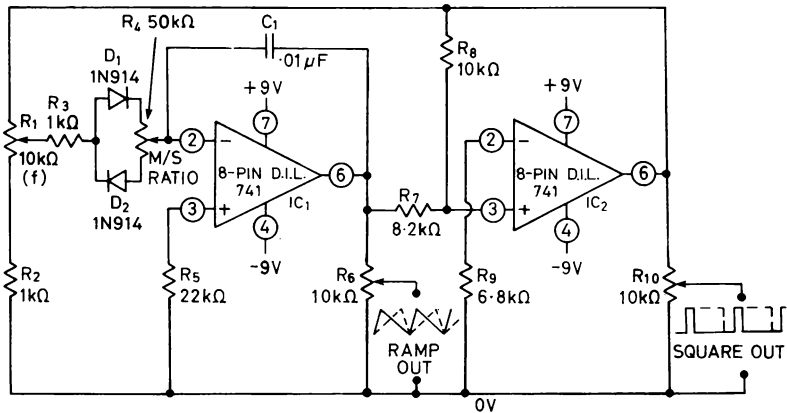 R4 50kΩ
C1
.01µF
D1
1N914
R3
1kΩ
R1
10kΩ
(f)
D2
1N914
M/S
RATIO
2
−
+9V
7
8-PIN D.I.L.
741
6
IC1
3
+
4
-9V
R8
10kΩ
R7
8·2kΩ
2
−
+9V
7
8-PIN D.I.L.
741
6
IC2
3
+
4
-9V
R2
1kΩ
R5
22kΩ
R6
10kΩ
RAMP
OUT
R9
6·8kΩ
R10
10kΩ
SQUARE OUT
0V